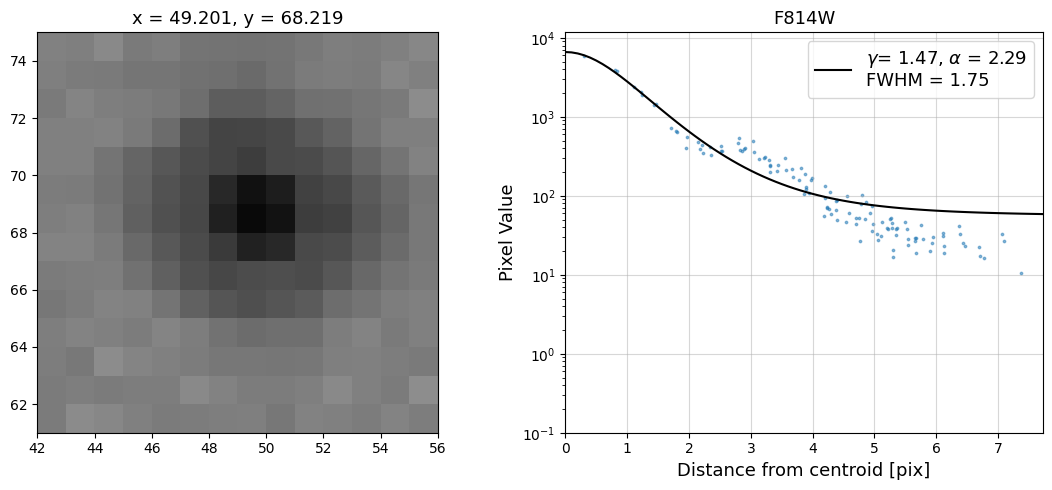 x = 49.201, y = 68.219
74
72
70
68
66
64
62
42 44 46 48 50 52 54 56
F814W
γ= 1.47, α = 2.29
FWHM = 1.75
Pixel Value
10⁴
10³
10²
10¹
10⁰
10⁻¹
0 1 2 3 4 5 6 7
Distance from centroid [pix]